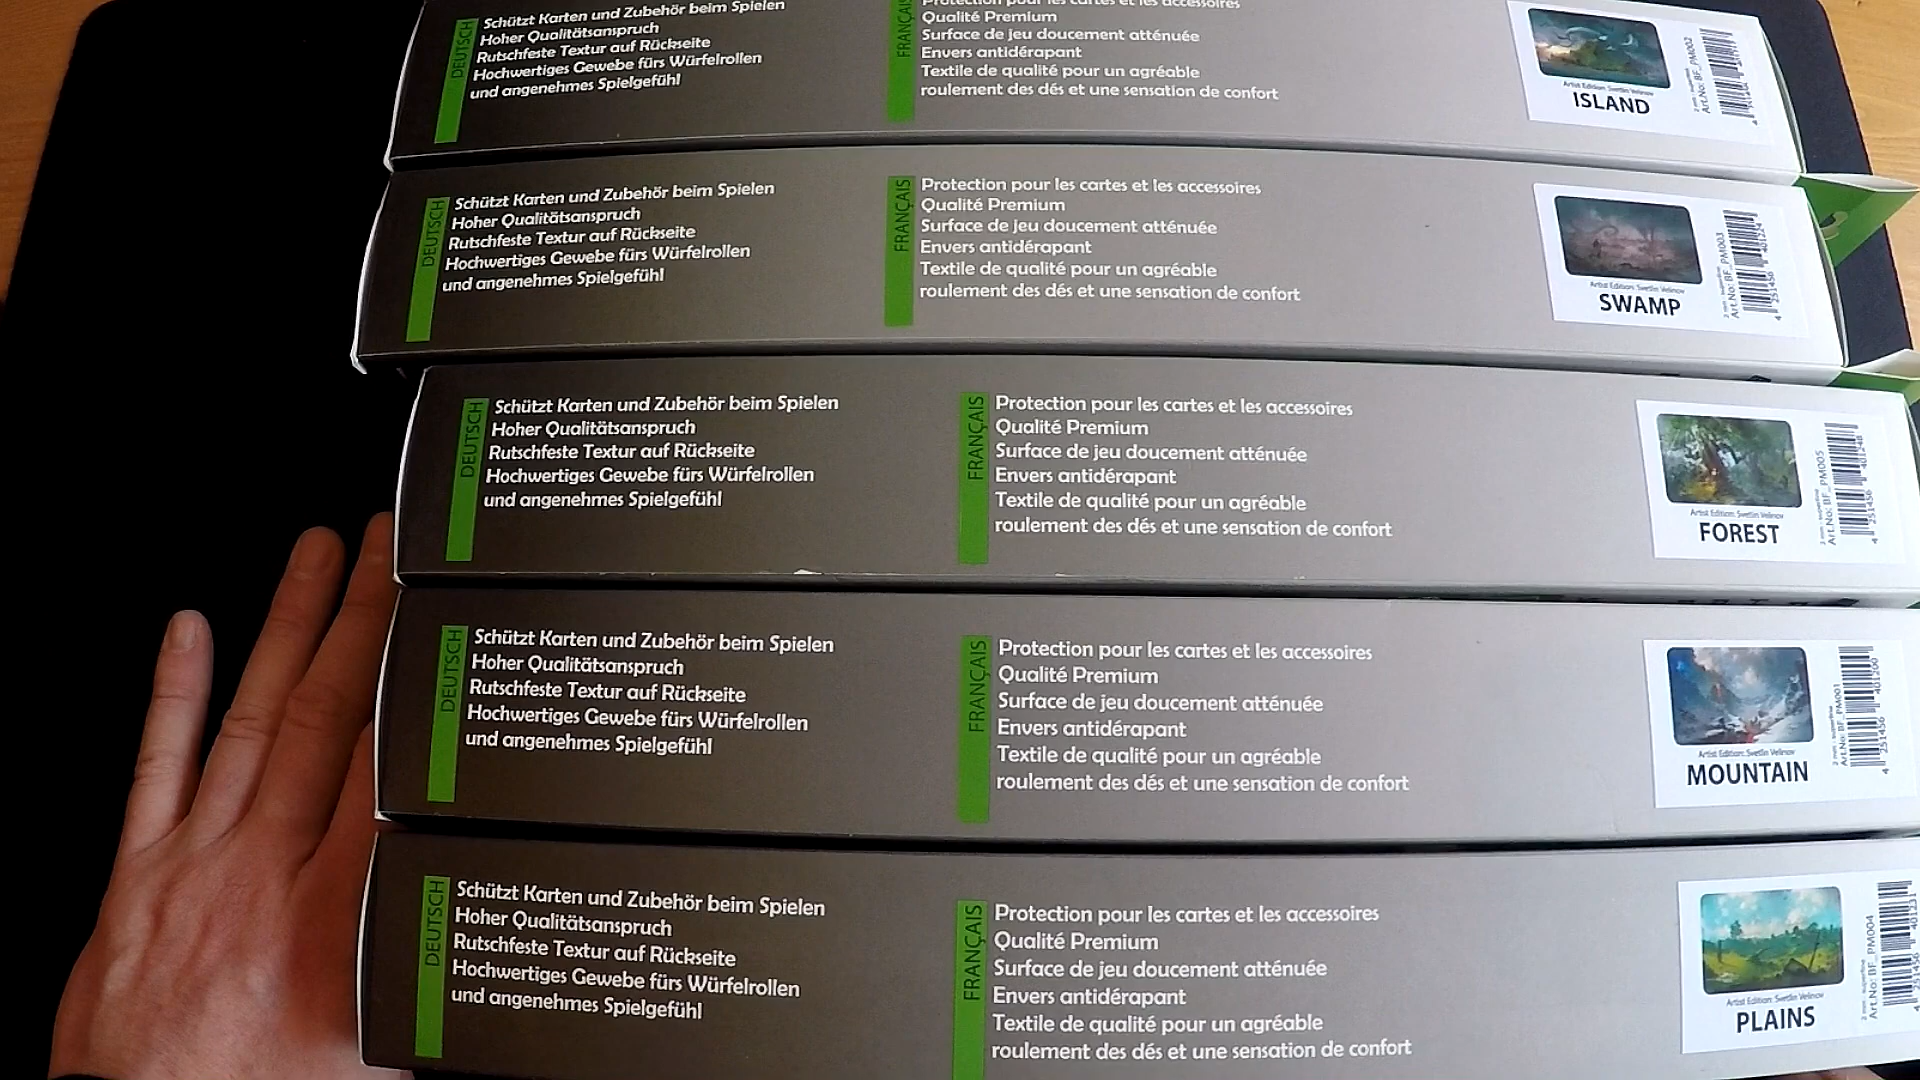 DEUTSCH
Schützt Karten und Zubehör beim Spielen
Hoher Qualitätsanspruch
Rutschfeste Textur auf Rückseite
Hochwertiges Gewebe fürs Würfelrollen
und angenehmes Spielgefühl
FRANÇAIS
Protection pour les cartes et les accessoires
Qualité Premium
Surface de jeu doucement atténuée
Envers antidérapant
Textile de qualité pour un agréable
roulement des dés et une sensation de confort
Artist Edition: Svetlin Velinov
ISLAND
Art.No: BF_PM002
DEUTSCH
Schützt Karten und Zubehör beim Spielen
Hoher Qualitätsanspruch
Rutschfeste Textur auf Rückseite
Hochwertiges Gewebe fürs Würfelrollen
und angenehmes Spielgefühl
FRANÇAIS
Protection pour les cartes et les accessoires
Qualité Premium
Surface de jeu doucement atténuée
Envers antidérapant
Textile de qualité pour un agréable
roulement des dés et une sensation de confort
Artist Edition: Svetlin Velinov
SWAMP
Art.No: BF_PM003
DEUTSCH
Schützt Karten und Zubehör beim Spielen
Hoher Qualitätsanspruch
Rutschfeste Textur auf Rückseite
Hochwertiges Gewebe fürs Würfelrollen
und angenehmes Spielgefühl
FRANÇAIS
Protection pour les cartes et les accessoires
Qualité Premium
Surface de jeu doucement atténuée
Envers antidérapant
Textile de qualité pour un agréable
roulement des dés et une sensation de confort
Artist Edition: Svetlin Velinov
FOREST
Art.No: BF_PM005
DEUTSCH
Schützt Karten und Zubehör beim Spielen
Hoher Qualitätsanspruch
Rutschfeste Textur auf Rückseite
Hochwertiges Gewebe fürs Würfelrollen
und angenehmes Spielgefühl
FRANÇAIS
Protection pour les cartes et les accessoires
Qualité Premium
Surface de jeu doucement atténuée
Envers antidérapant
Textile de qualité pour un agréable
roulement des dés et une sensation de confort
Artist Edition: Svetlin Velinov
MOUNTAIN
Art.No: BF_PM001
4 251456 401200
DEUTSCH
Schützt Karten und Zubehör beim Spielen
Hoher Qualitätsanspruch
Rutschfeste Textur auf Rückseite
Hochwertiges Gewebe fürs Würfelrollen
und angenehmes Spielgefühl
FRANÇAIS
Protection pour les cartes et les accessoires
Qualité Premium
Surface de jeu doucement atténuée
Envers antidérapant
Textile de qualité pour un agréable
roulement des dés et une sensation de confort
Artist Edition: Svetlin Velinov
PLAINS
Art.No: BF_PM004